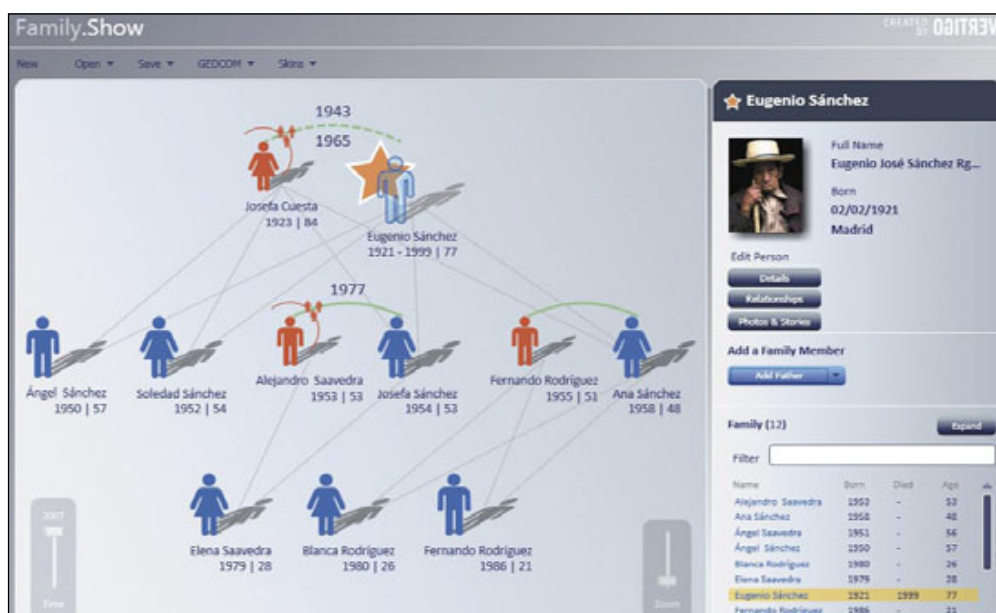 Family.Show
CREATED BY VERTIGO
New Open Save GEDCOM Skins
1943
1965
Josefa Cuesta
1923 | 84
Eugenio Sánchez
1921 - 1999 | 77
1977
Ángel Sánchez
1950 | 57
Soledad Sánchez
1952 | 54
Alejandro Saavedra
1953 | 53
Josefa Sánchez
1954 | 53
Fernando Rodríguez
1955 | 51
Ana Sánchez
1958 | 48
Elena Saavedra
1979 | 28
Blanca Rodríguez
1980 | 26
Fernando Rodríguez
1986 | 21
2007
Time
Zoom
Eugenio Sánchez
Full Name
Eugenio José Sánchez Rg...
Born
02/02/1921
Madrid
Edit Person
Details
Relationships
Photos & Stories
Add a Family Member
Add Father
Family (12)
Expand
Filter
Name Born Died Age
Alejandro Saavedra 1953 - 53
Ana Sánchez 1958 - 48
Ángel Saavedra 1951 - 56
Ángel Sánchez 1950 - 57
Blanca Rodríguez 1980 - 26
Elena Saavedra 1979 - 28
Eugenio Sánchez 1921 1999 77
Fernando Rodríguez 1986 - 21